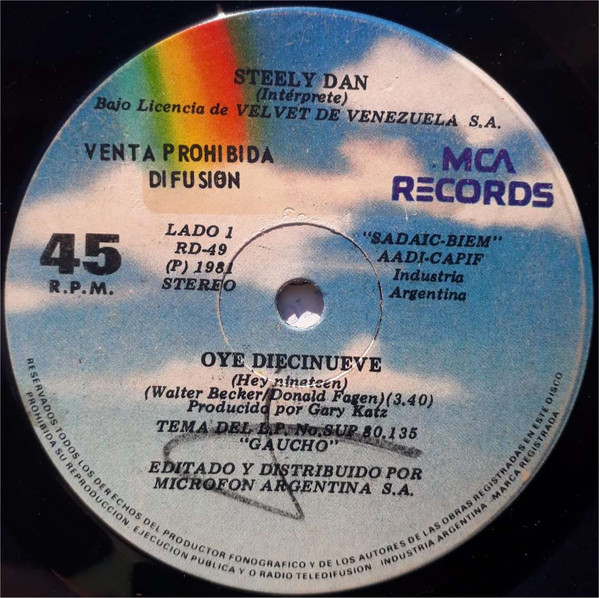 STEELY DAN
(Intérprete)
Bajo Licencia de VELVET DE VENEZUELA S.A.
VENTA PROHIBIDA
DIFUSION
MCA
RECORDS
45
R.P.M.
LADO 1
RD-49
(P) 1981
STEREO
"SADAIC-BIEM"
AADI-CAPIF
Industria
Argentina
OYE DIECINUEVE
(Hey nineteen)
(Walter Becker/Donald Fagen)(3.40)
Producido por Gary Katz
TEMA DEL L.P. No.SUP 80.135
"GAUCHO"
EDITADO Y DISTRIBUIDO POR
MICROFON ARGENTINA S.A.
RESERVADOS TODOS LOS DERECHOS DEL PRODUCTOR FONOGRAFICO Y DE LOS AUTORES DE LAS OBRAS REGISTRADAS EN ESTE DISCO
PROHIBIDA SU REPRODUCCION, EJECUCION PUBLICA Y O RADIO TELEDIFUSION INDUSTRIA ARGENTINA - MARCA REGISTRADA